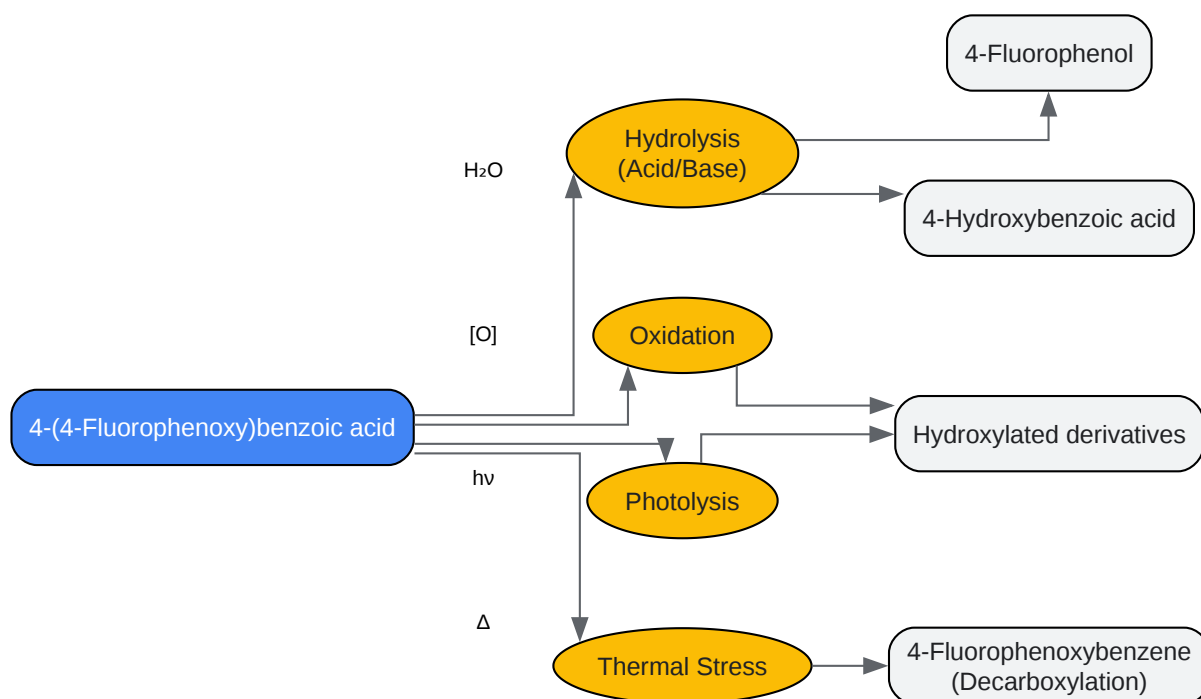 4-Fluorophenol
Hydrolysis
(Acid/Base)
H₂O
4-Hydroxybenzoic acid
[O]
Oxidation
4-(4-Fluorophenoxy)benzoic acid
Hydroxylated derivatives
hν
Photolysis
Δ
Thermal Stress
4-Fluorophenoxybenzene
(Decarboxylation)